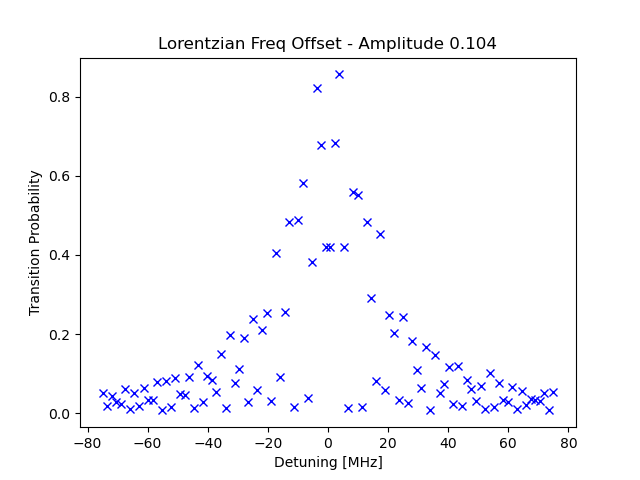 Lorentzian Freq Offset - Amplitude 0.104
Transition Probability
0.8
0.6
0.4
0.2
0.0
−80 −60 −40 −20 0 20 40 60 80
Detuning [MHz]